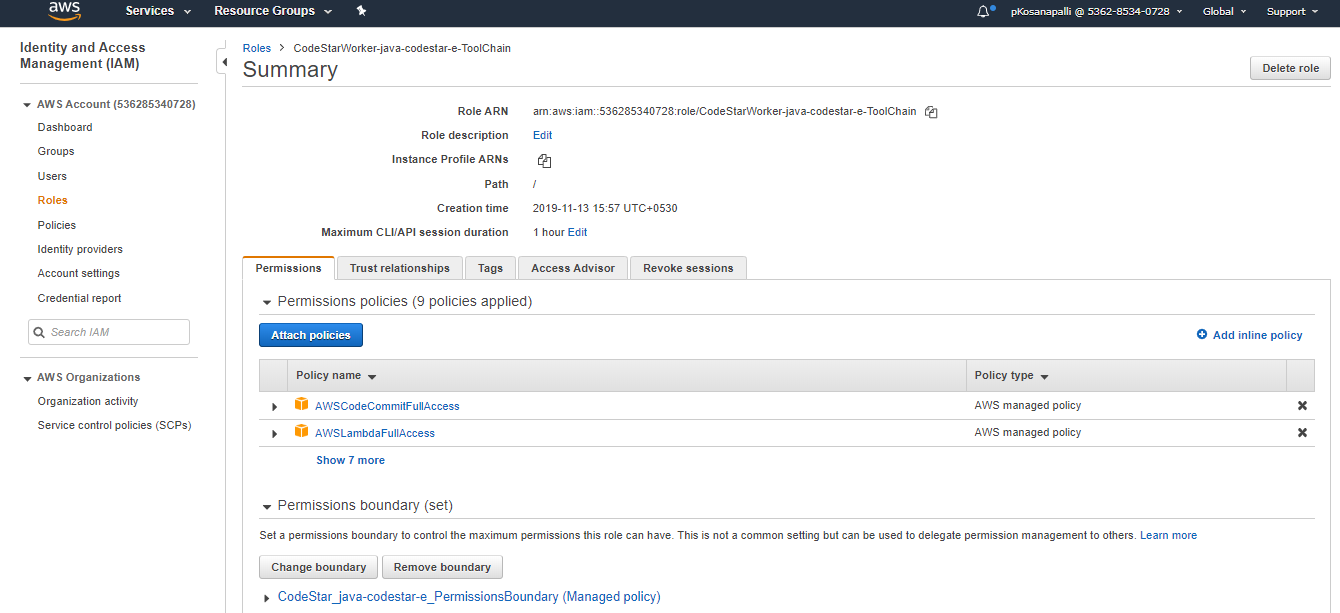 aws
Services
Resource Groups
pKosanapalli @ 5362-8534-0728
Global
Support
Identity and Access
Management (IAM)
AWS Account (536285340728)
Dashboard
Groups
Users
Roles
Policies
Identity providers
Account settings
Credential report
Search IAM
AWS Organizations
Organization activity
Service control policies (SCPs)
Roles > CodeStarWorker-java-codestar-e-ToolChain
Summary
Delete role
Role ARN arn:aws:iam::536285340728:role/CodeStarWorker-java-codestar-e-ToolChain
Role description Edit
Instance Profile ARNs
Path /
Creation time 2019-11-13 15:57 UTC+0530
Maximum CLI/API session duration 1 hour Edit
Permissions
Trust relationships
Tags
Access Advisor
Revoke sessions
Permissions policies (9 policies applied)
Attach policies
Add inline policy
Policy name
Policy type
AWSCodeCommitFullAccess AWS managed policy
AWSLambdaFullAccess AWS managed policy
Show 7 more
Permissions boundary (set)
Set a permissions boundary to control the maximum permissions this role can have. This is not a common setting but can be used to delegate permission management to others. Learn more
Change boundary
Remove boundary
CodeStar_java-codestar-e_PermissionsBoundary (Managed policy)